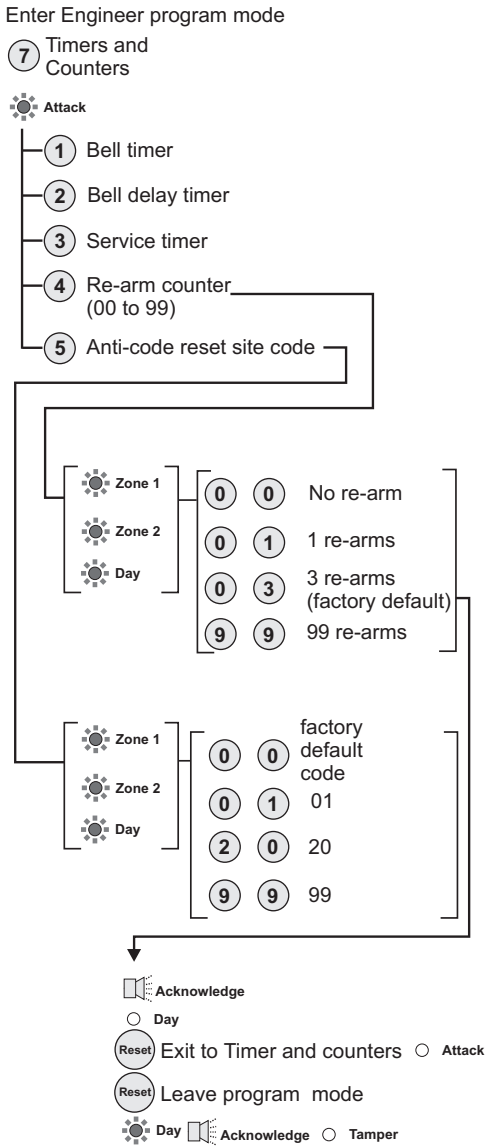 Enter Engineer program mode
7 Timers and
Counters
Attack
1 Bell timer
2 Bell delay timer
3 Service timer
4 Re-arm counter
(00 to 99)
5 Anti-code reset site code
Zone 1
Zone 2
Day
0 0 No re-arm
0 1 1 re-arms
0 3 3 re-arms
(factory default)
9 9 99 re-arms
Zone 1
Zone 2
Day
0 0 factory
default
code
0 1 01
2 0 20
9 9 99
Acknowledge
Day
Reset Exit to Timer and counters Attack
Reset Leave program mode
Day Acknowledge Tamper